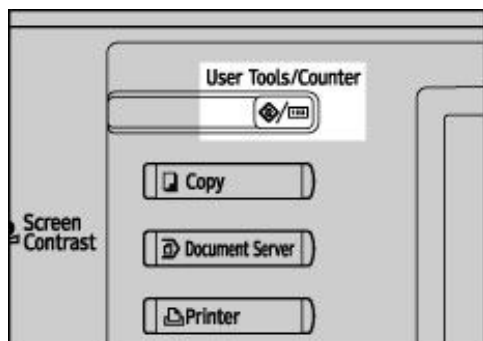 User Tools/Counter
Copy
Screen
Contrast
Document Server
Printer